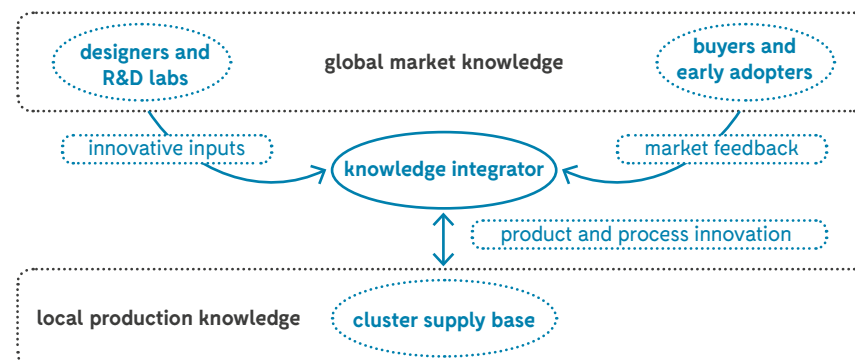 designers and
R&D labs
global market knowledge
buyers and
early adopters
innovative inputs
market feedback
knowledge integrator
product and process innovation
local production knowledge
cluster supply base